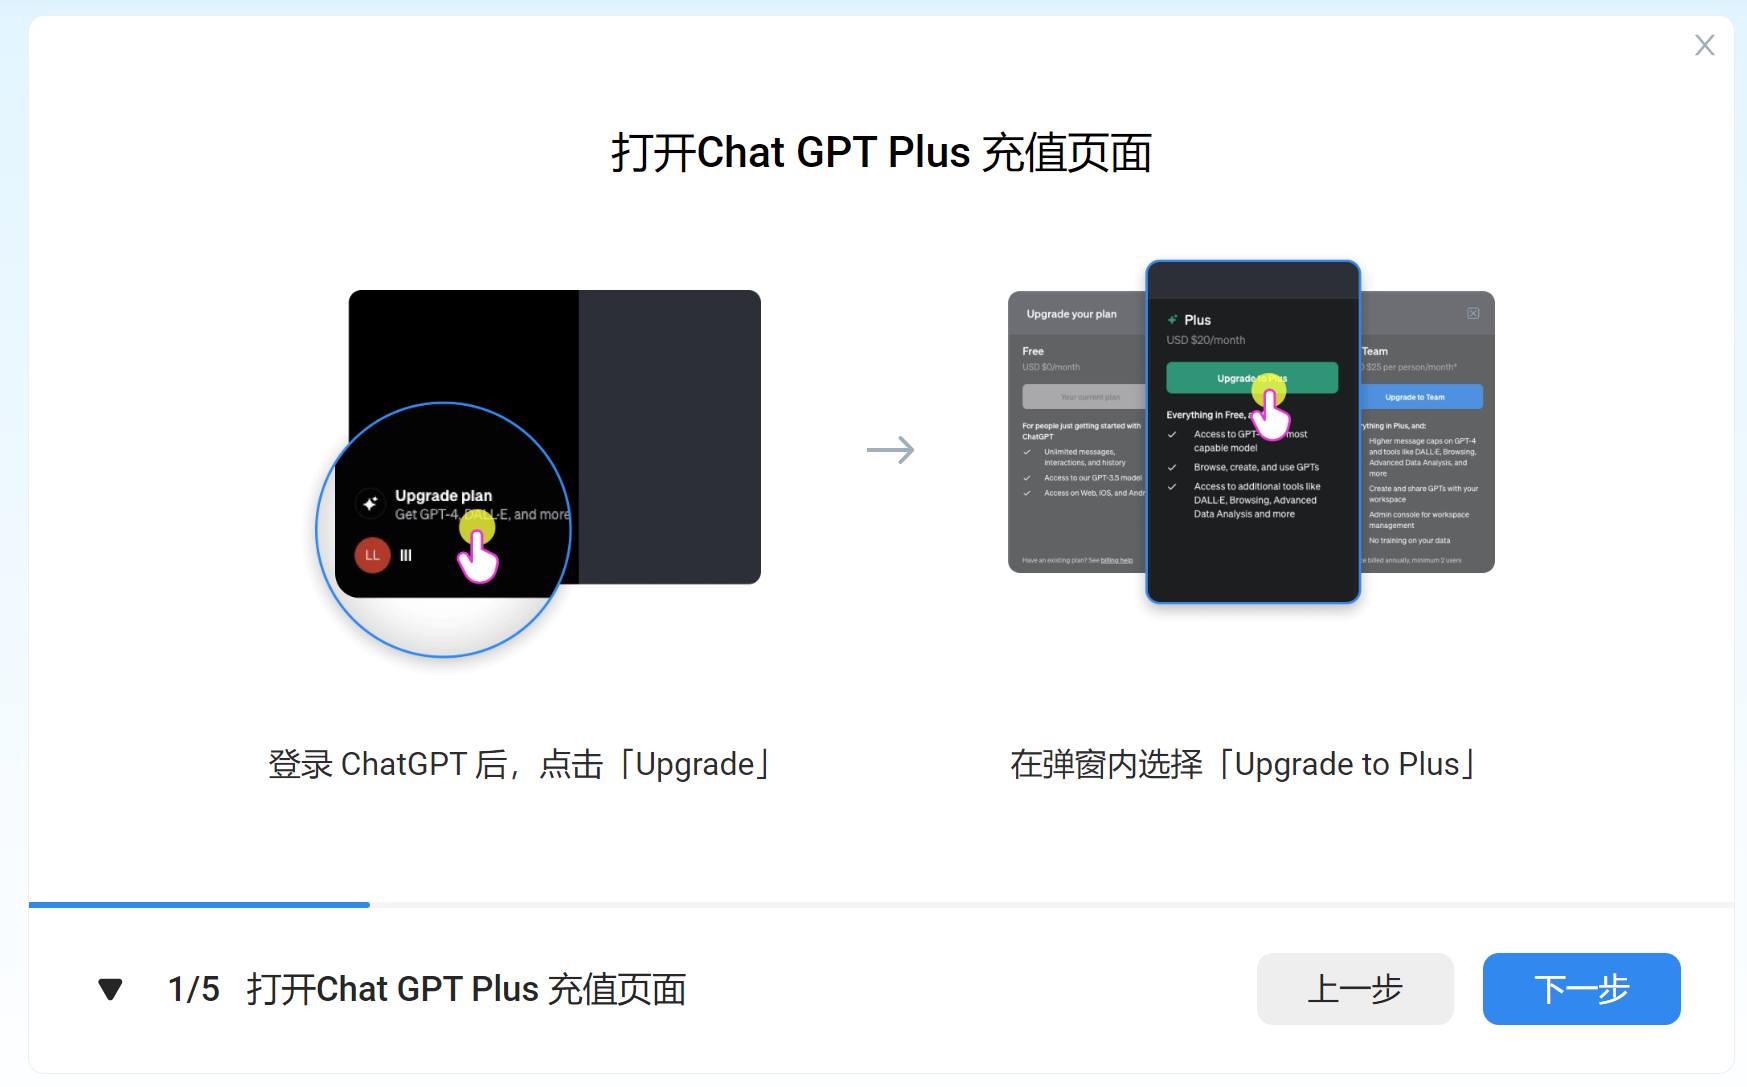 打开Chat GPT Plus 充值页面
Upgrade plan
Get GPT-4, DALL·E, and more
LL
Upgrade your plan
Free
USD $0/month
Your current plan
For people just getting started with
ChatGPT
Unlimited messages,
interactions, and history
Access to our GPT-3.5 model
Access on Web, iOS, and Andr
Have an existing plan? See billing help
Plus
USD $20/month
Upgrade to Plus
Everything in Free, a
Access to GPT- most
capable model
Browse, create, and use GPTs
Access to additional tools like
DALL·E, Browsing, Advanced
Data Analysis and more
Team
$25 per person/month*
Upgrade to Team
ything in Plus, and:
Higher message caps on GPT-4
and tools like DALL·E, Browsing,
Advanced Data Analysis, and
more
Create and share GPTs with your
workspace
Admin console for workspace
management
No training on your data
billed annually, minimum 2 users
登录 ChatGPT 后，点击「Upgrade」
在弹窗内选择「Upgrade to Plus」
1/5 打开Chat GPT Plus 充值页面
上一步
下一步